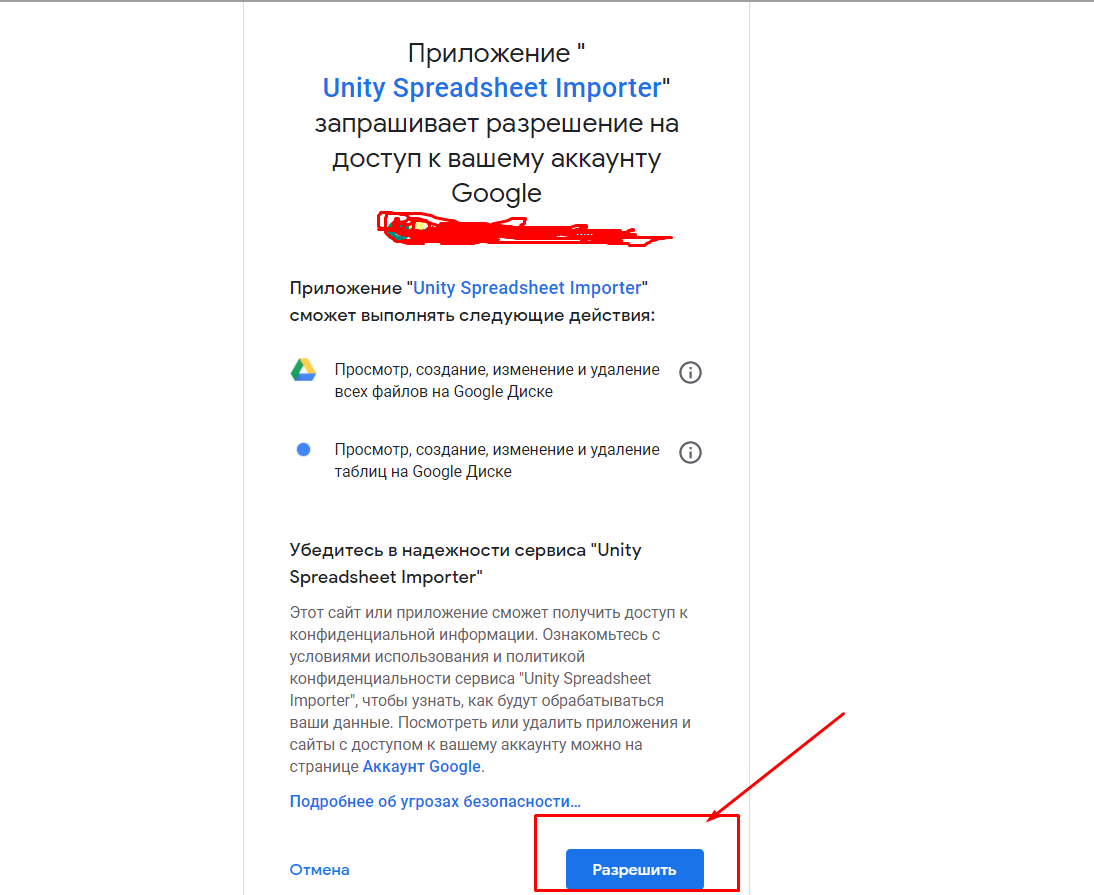 Приложение "
Unity Spreadsheet Importer"
запрашивает разрешение на
доступ к вашему аккаунту
Google
Приложение "Unity Spreadsheet Importer"
сможет выполнять следующие действия:
Просмотр, создание, изменение и удаление
всех файлов на Google Диске
Просмотр, создание, изменение и удаление
таблиц на Google Диске
Убедитесь в надежности сервиса "Unity
Spreadsheet Importer"
Этот сайт или приложение сможет получить доступ к
конфиденциальной информации. Ознакомьтесь с
условиями использования и политикой
конфиденциальности сервиса "Unity Spreadsheet
Importer", чтобы узнать, как будут обрабатываться
ваши данные. Посмотреть или удалить приложения и
сайты с доступом к вашему аккаунту можно на
странице Аккаунт Google.
Подробнее об угрозах безопасности...
Отмена
Разрешить